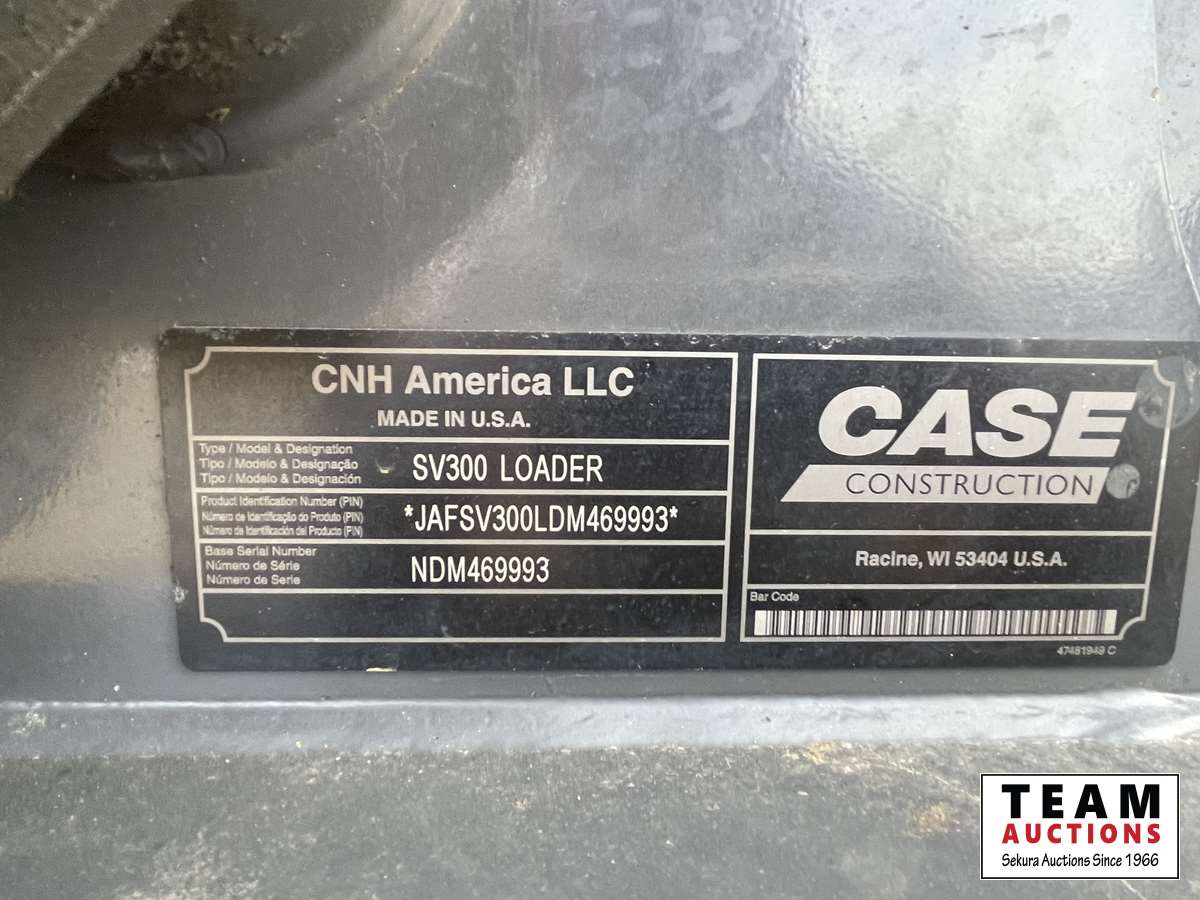 CNH America LLC
MADE IN U.S.A.
Type / Model & Designation
Tipo / Modelo & Designação
Tipo / Modelo & Designación
SV300 LOADER
Product Identification Number (PIN)
Número de Identificação do Produto (PIN)
Número de Identificación del Producto (PIN)
*JAFSV300LDM469993*
Base Serial Number
Número de Série
Número de Serie
NDM469993
CASE
CONSTRUCTION
Racine, WI 53404 U.S.A.
Bar Code
47481949 C
TEAM
AUCTIONS
Sekura Auctions Since 1966